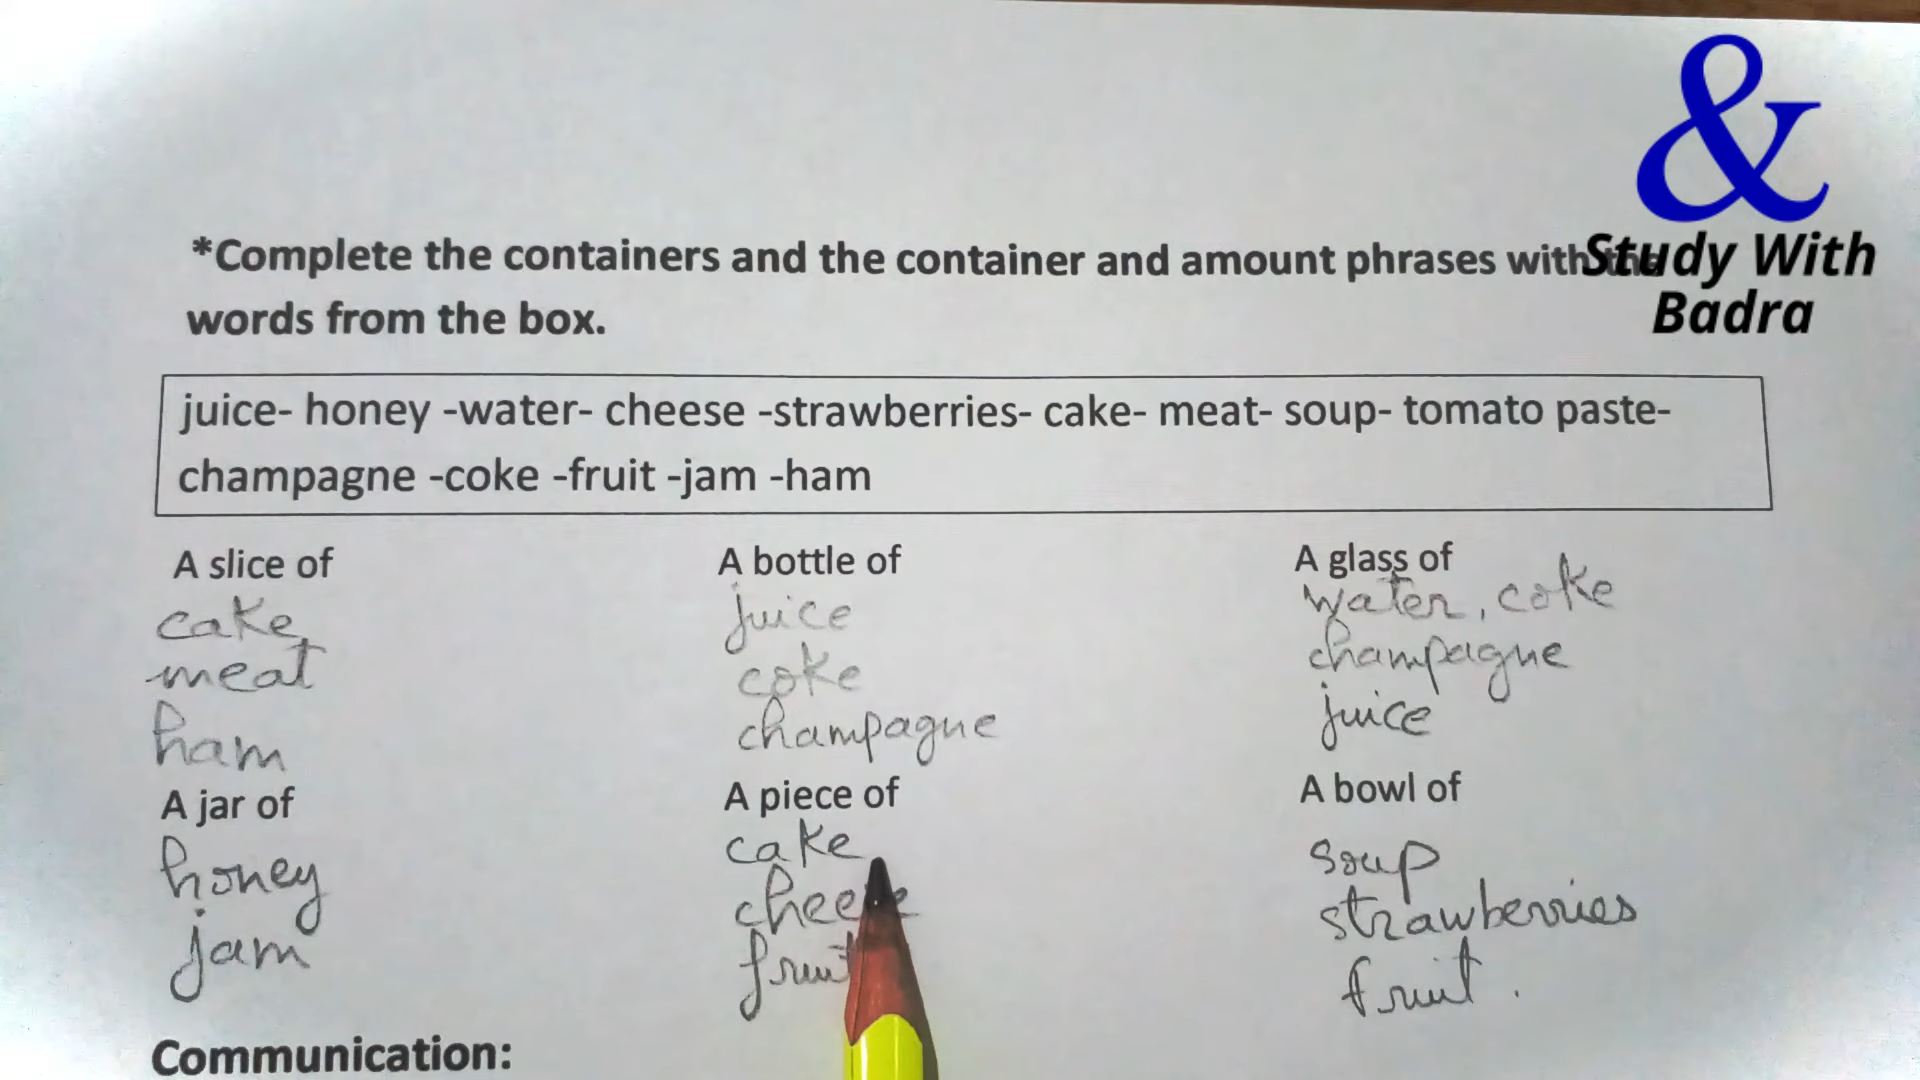 &
Study With
Badra
*Complete the containers and the container and amount phrases with
words from the box.
juice- honey -water- cheese -strawberries- cake- meat- soup- tomato paste-
champagne -coke -fruit -jam -ham
A slice of
cake
meat
ham
A bottle of
juice
coke
champagne
A glass of
water, coke
champagne
juice
A jar of
honey
jam
A piece of
cake
fruit
A bowl of
soup
strawberries
fruit.
Communication: